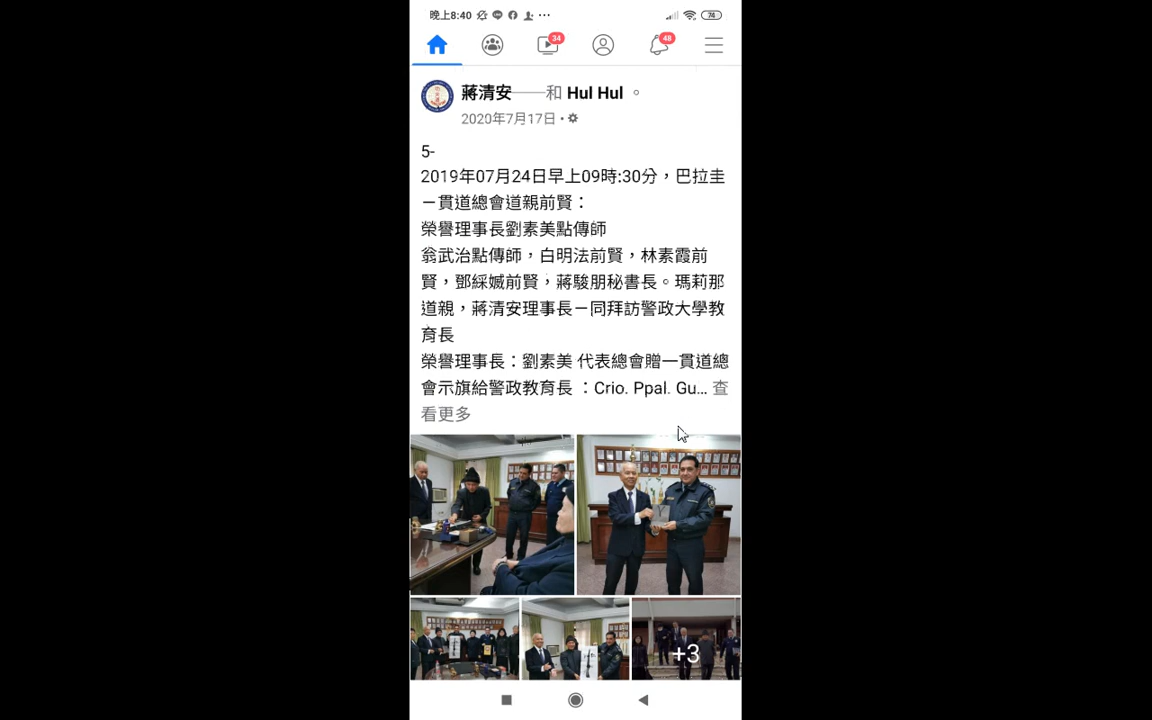 晚上8:40
74
34
48
蔣清安——和 Hul Hul 。
2020年7月17日 •
5-
2019年07月24日早上09時:30分，巴拉圭
一貫道總會道親前賢：
榮譽理事長劉素美點傳師
翁武治點傳師，白明法前賢，林素霞前
賢，鄧綵媙前賢，蔣駿朋秘書長。瑪莉那
道親，蔣清安理事長一同拜訪警政大學教
育長
榮譽理事長：劉素美 代表總會贈一貫道總
會示旗給警政教育長 ：Crio. Ppal. Gu... 查
看更多
+3